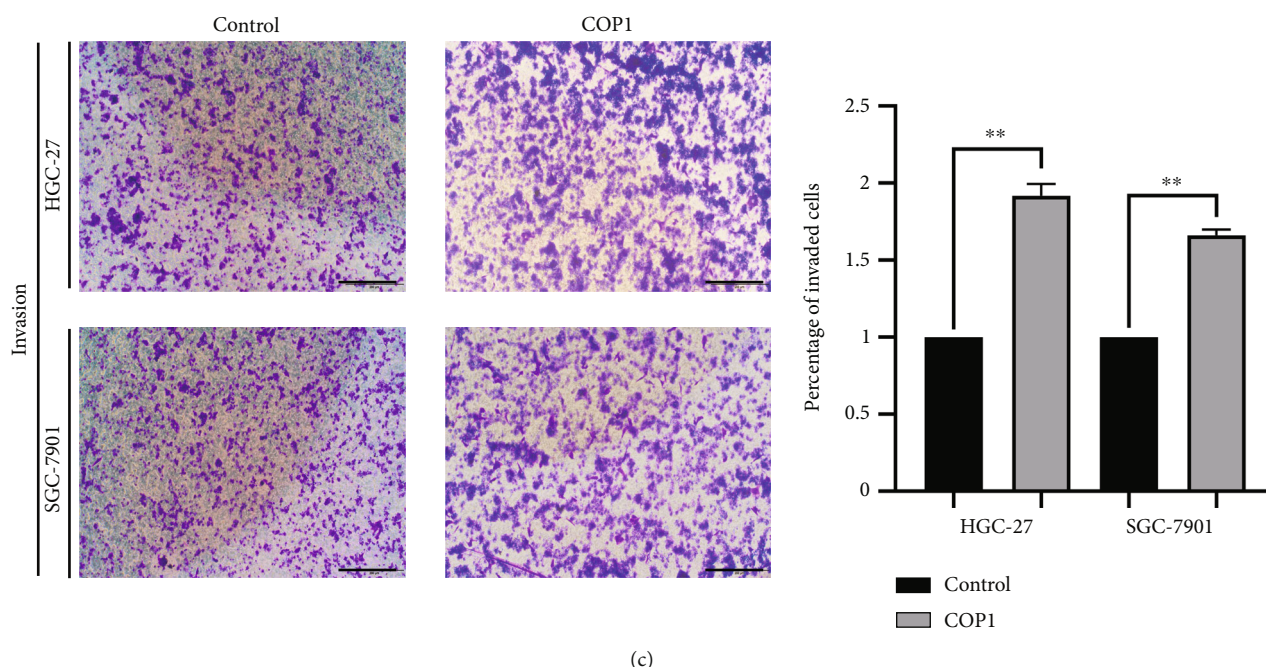 Control
COP1
Invasion
HGC-27
SGC-7901
Percentage of invaded cells
2.5
2
1.5
1
0.5
0
**
**
HGC-27
SGC-7901
Control
COP1
(c)